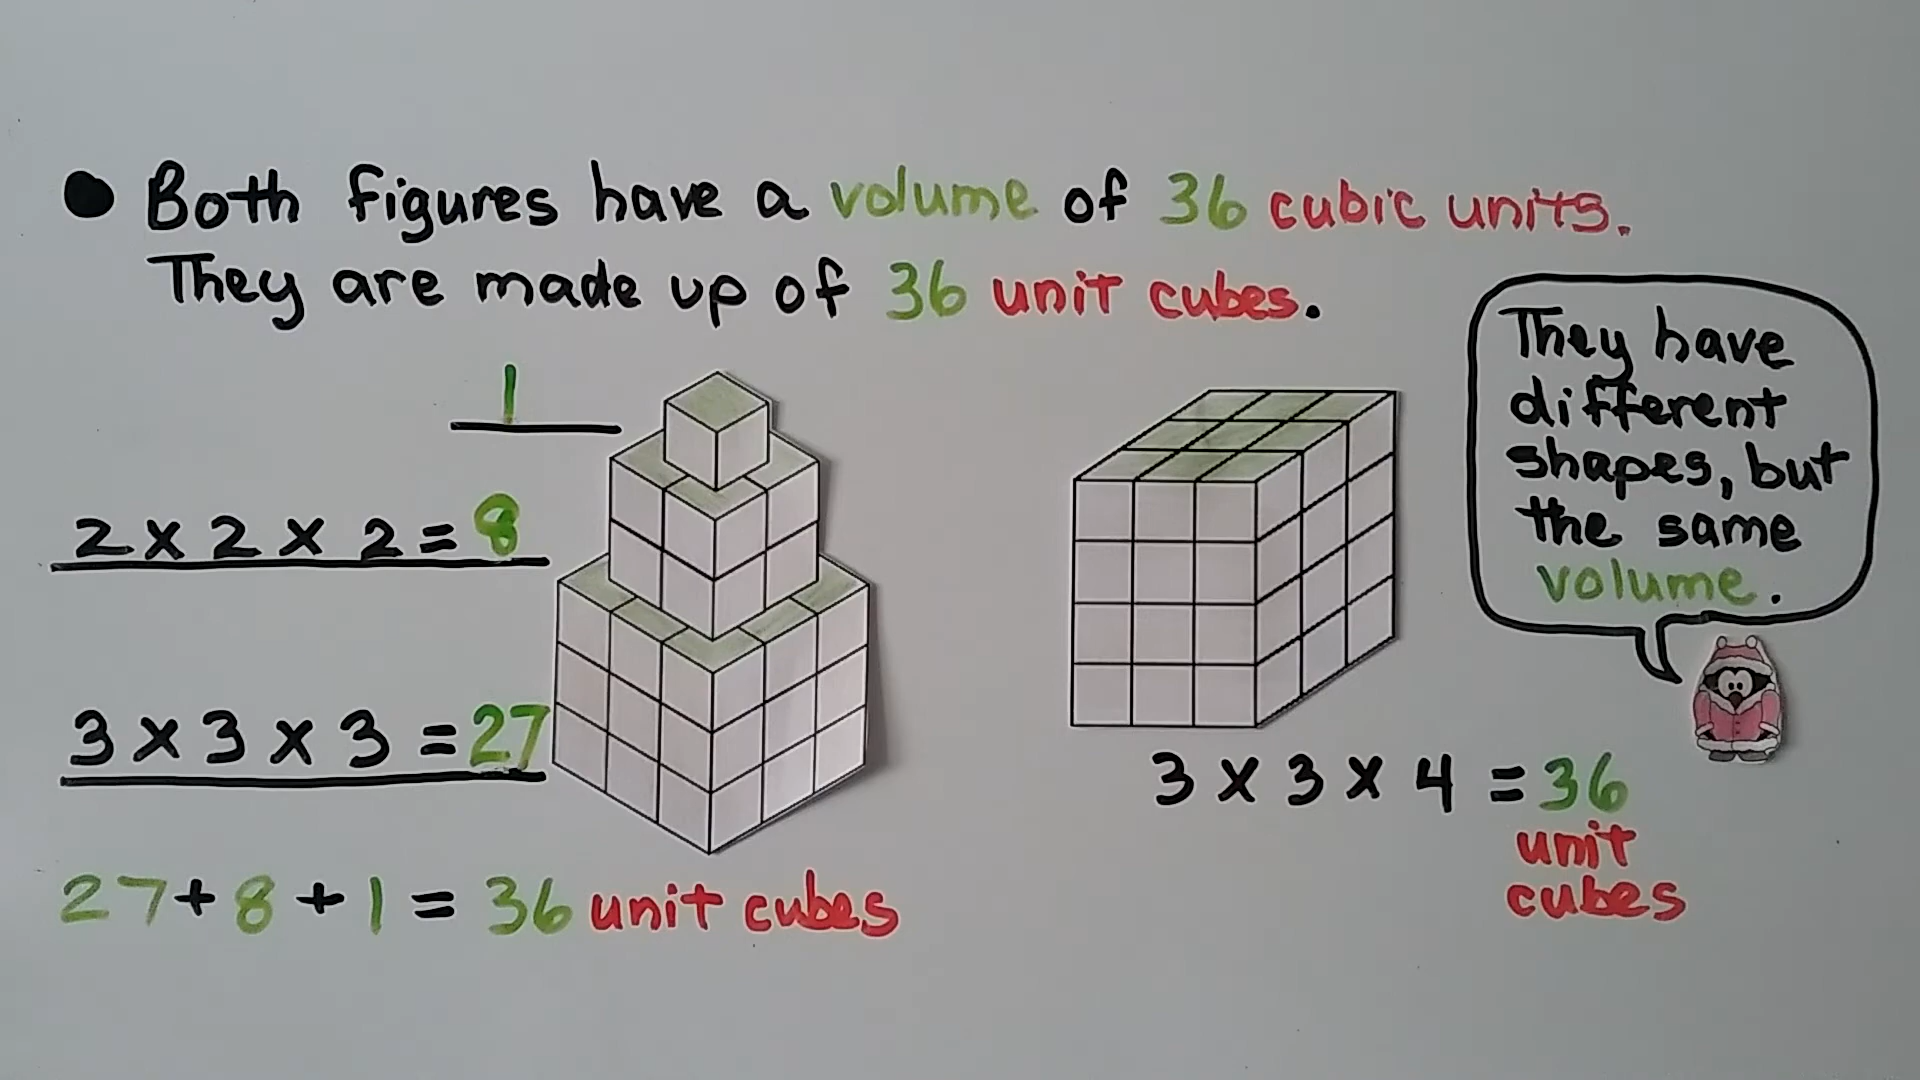 Both figures have a volume of 36 cubic units.
They are made up of 36 unit cubes.
1
2 x 2 x 2 = 8
3 x 3 x 3 = 27
27 + 8 + 1 = 36 unit cubes
3 x 3 x 4 = 36
unit
cubes
They have
different
shapes, but
the same
volume.